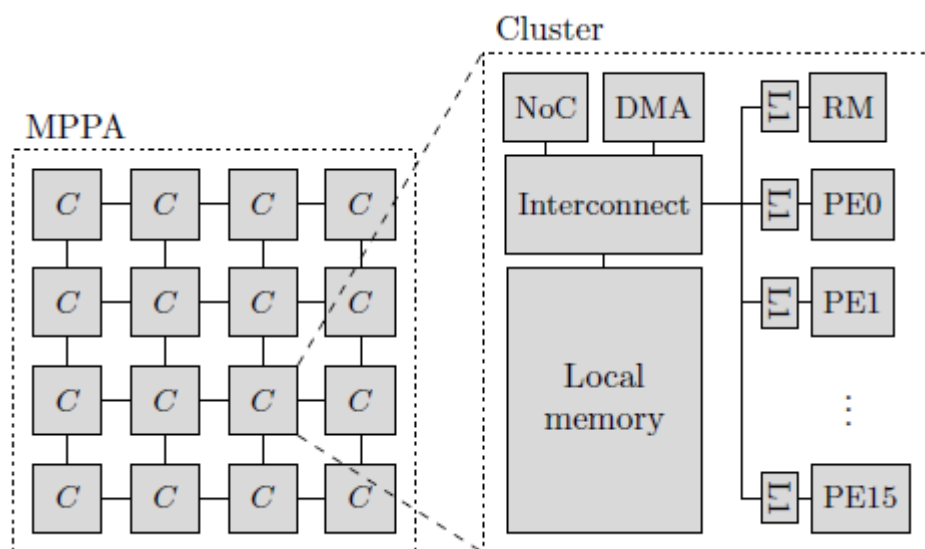 Cluster
MPPA
C C C C
C C C C
C C C C
C C C C
NoC DMA
Interconnect
Local
memory
L1 RM
L1 PE0
L1 PE1
⋮
L1 PE15